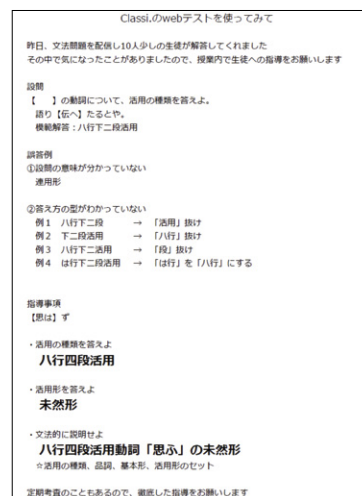 Classi.のwebテストを使ってみて
昨日、文法問題を配信し10人少しの生徒が解答してくれました
その中で気になったことがありましたので、授業内で生徒への指導をお願いします
設問
【　　】の動詞について、活用の種類を答えよ。
語り【伝へ】たるとや。
模範解答：ハ行下二段活用
誤答例
①設問の意味が分かっていない
連用形
②答え方の型がわかっていない
例１　ハ行下二段　→　「活用」抜け
例２　下二段活用　→　「ハ行」抜け
例３　ハ行下二活用　→　「段」抜け
例４　は行下二段活用　→　「は行」を「ハ行」にする
指導事項
【思は】ず
・活用の種類を答えよ
ハ行四段活用
・活用形を答えよ
未然形
・文法的に説明せよ
ハ行四段活用動詞「思ふ」の未然形
☆活用の種類、品詞、基本形、活用形のセット
定期考査のこともあるので、徹底した指導をお願いします